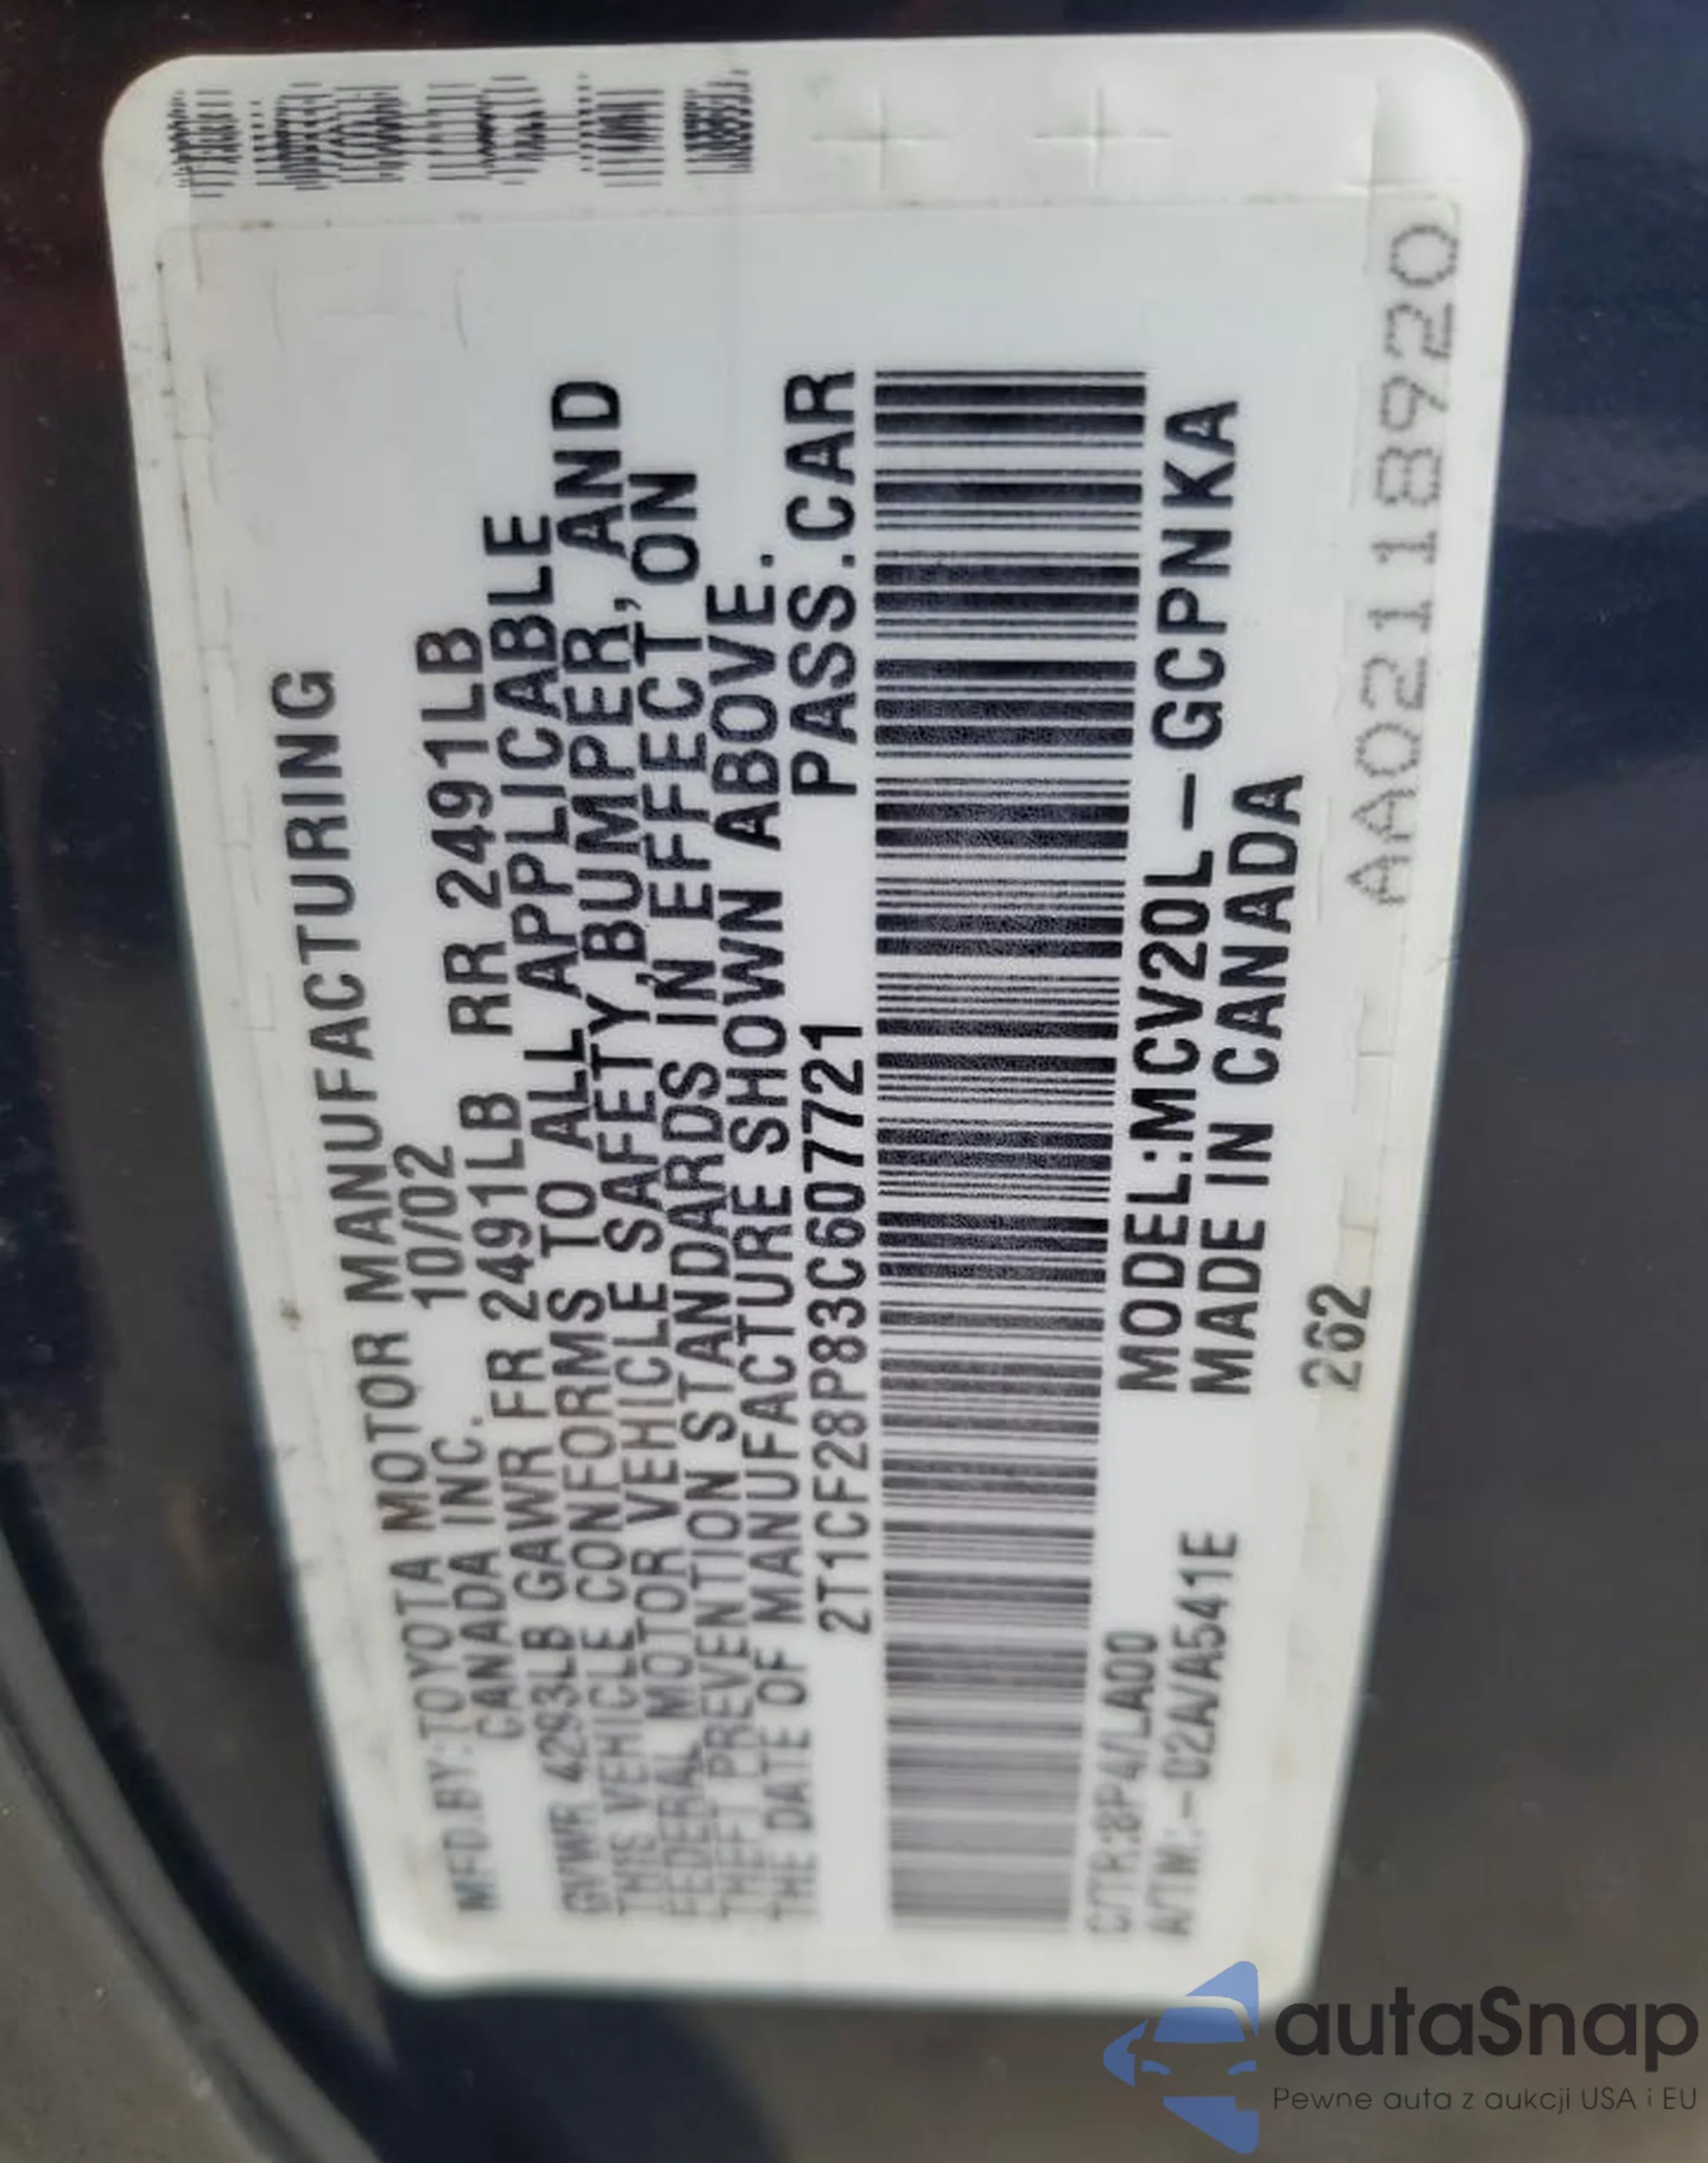 MFD.BY:TOYOTA MOTOR MANUFACTURING
CANADA INC. 10/02
GVWR 4293LB GAWR FR 2491LB RR 2491LB
THIS VEHICLE CONFORMS TO ALL APPLICABLE
FEDERAL MOTOR VEHICLE SAFETY,BUMPER, AND
THEFT PREVENTION STANDARDS IN EFFECT ON
THE DATE OF MANUFACTURE SHOWN ABOVE.
2T1CF28P83C607721 PASS.CAR
C/TR:8P4/LA00 MODEL:MCV20L-GCPNKA
A/TM:-02A/A541E MADE IN CANADA
262
AA02118920
autaSnap
Pewne auta z aukcji USA i EU